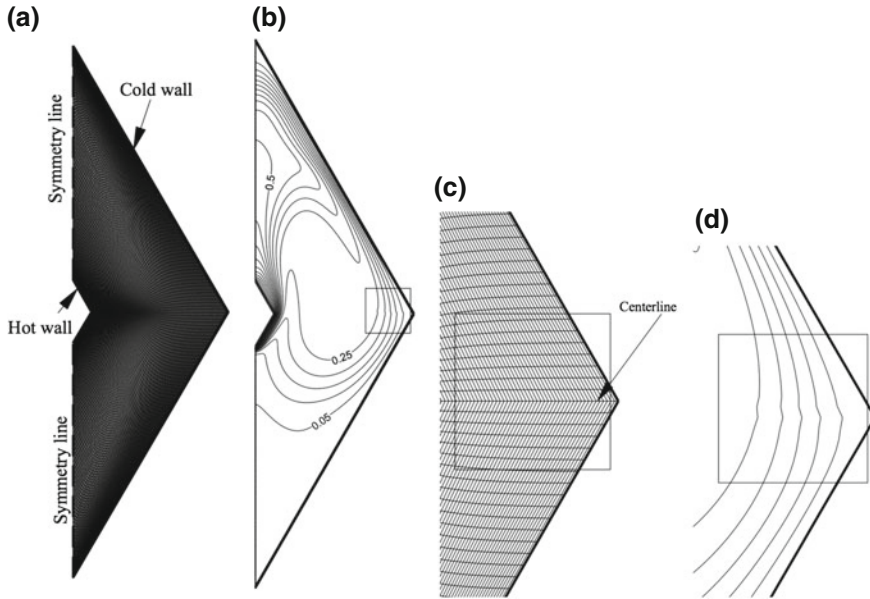 (a)
(b)
Cold wall
Symmetry line
Hot wall
Symmetry line
0.5
0.25
0.05
(c)
Centerline
(d)